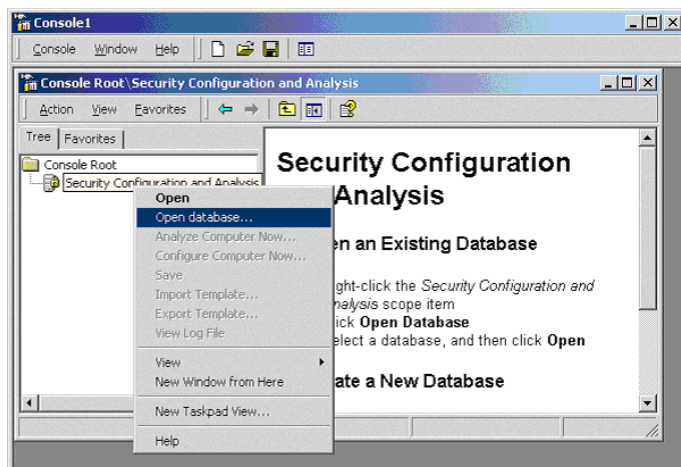 Console1
Console Window Help
Console Root\Security Configuration and Analysis
Action View Favorites
Tree Favorites
Console Root
Security Configuration and Analysis
Open
Open database...
Analyze Computer Now...
Configure Computer Now...
Save
Import Template...
Export Template...
View Log File
View
New Window from Here
New Taskpad View...
Help
Security Configuration
Analysis
en an Existing Database
ght-click the Security Configuration and
nalysis scope item
ick Open Database
elect a database, and then click Open
ate a New Database